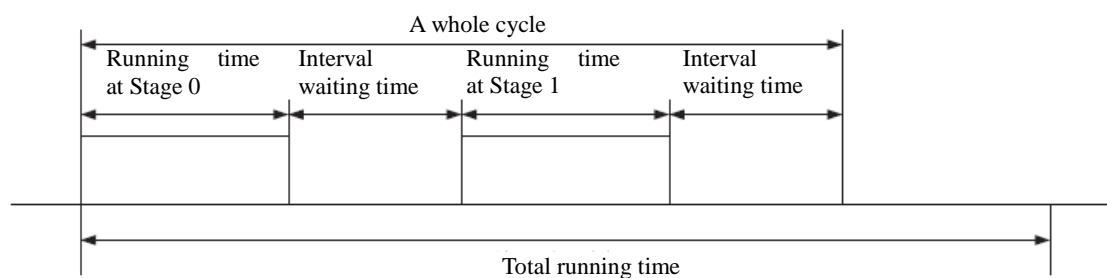 A whole cycle
Running time
at Stage 0
Interval
waiting time
Running time
at Stage 1
Interval
waiting time
Total running time